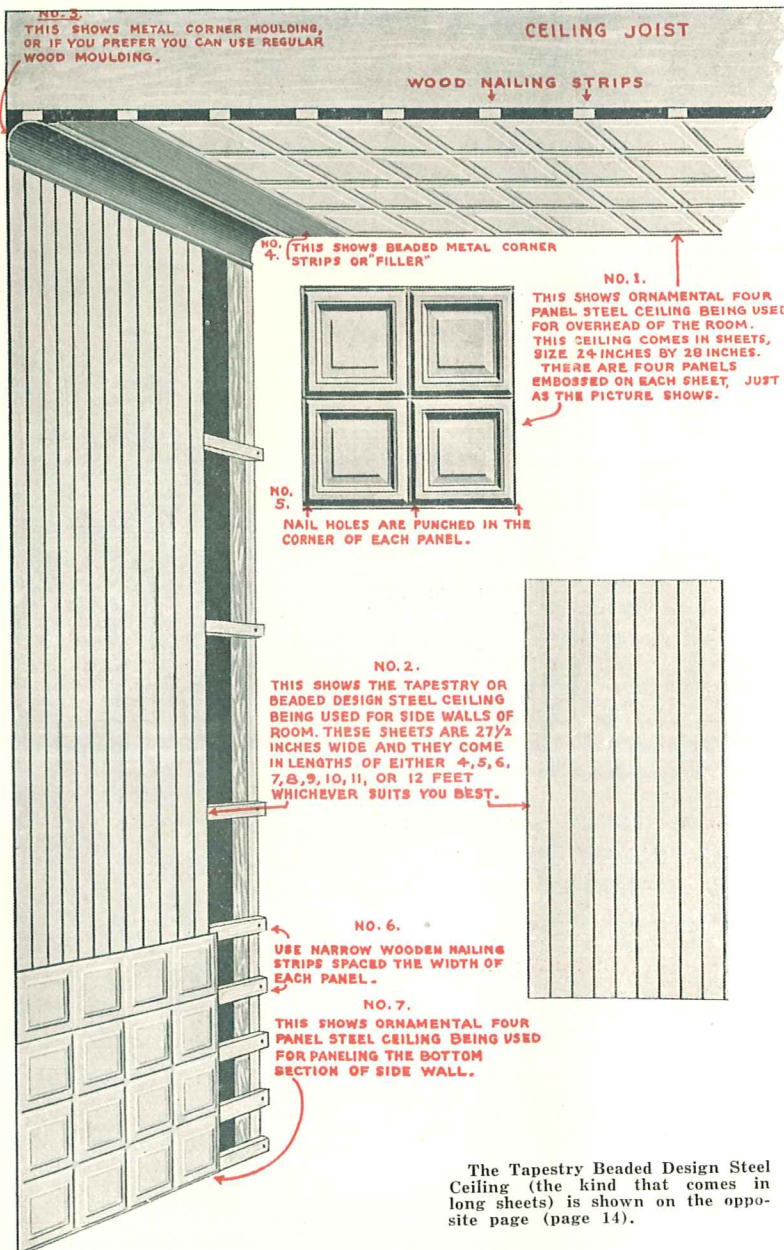 NO. 3.
THIS SHOWS METAL CORNER MOULDING,
OR IF YOU PREFER YOU CAN USE REGULAR
WOOD MOULDING.
CEILING JOIST
WOOD NAILING STRIPS
NO.
4.
THIS SHOWS BEADED METAL CORNER
STRIPS OR "FILLER"
NO. 1.
THIS SHOWS ORNAMENTAL FOUR
PANEL STEEL CEILING BEING USED
FOR OVERHEAD OF THE ROOM.
THIS CEILING COMES IN SHEETS,
SIZE 24 INCHES BY 28 INCHES.
THERE ARE FOUR PANELS
EMBOSSED ON EACH SHEET, JUST
AS THE PICTURE SHOWS.
NO.
5.
NAIL HOLES ARE PUNCHED IN THE
CORNER OF EACH PANEL.
NO. 2.
THIS SHOWS THE TAPESTRY OR
BEADED DESIGN STEEL CEILING
BEING USED FOR SIDE WALLS OF
ROOM. THESE SHEETS ARE 27½
INCHES WIDE AND THEY COME
IN LENGTHS OF EITHER 4, 5, 6,
7, 8, 9, 10, 11, OR 12 FEET
WHICHEVER SUITS YOU BEST.
NO. 6.
USE NARROW WOODEN NAILING
STRIPS SPACED THE WIDTH OF
EACH PANEL.
NO. 7.
THIS SHOWS ORNAMENTAL FOUR
PANEL STEEL CEILING BEING USED
FOR PANELING THE BOTTOM
SECTION OF SIDE WALL.
The Tapestry Beaded Design Steel
Ceiling (the kind that comes in
long sheets) is shown on the oppo-
site page (page 14).